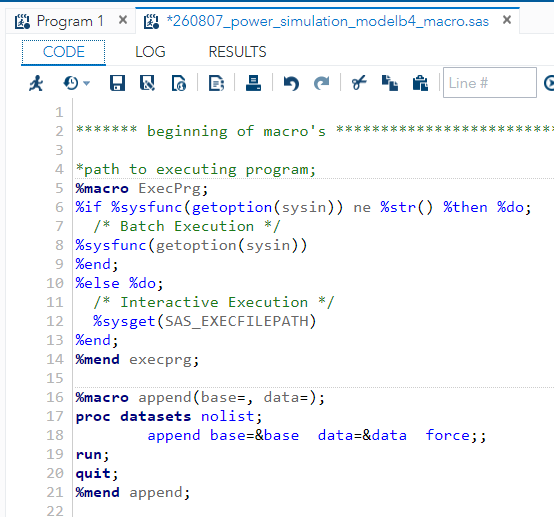 Program 1 × *260807_power_simulation_modelb4_macro.sas ×
CODE LOG RESULTS
Line #
1
2 ******* beginning of macro's *************************
3
4 *path to executing program;
5 %macro ExecPrg;
6 %if %sysfunc(getoption(sysin)) ne %str() %then %do;
7 /* Batch Execution */
8 %sysfunc(getoption(sysin))
9 %end;
10 %else %do;
11 /* Interactive Execution */
12 %sysget(SAS_EXECFILEPATH)
13 %end;
14 %mend execprg;
15
16 %macro append(base=, data=);
17 proc datasets nolist;
18 append base=&base data=&data force;;
19 run;
20 quit;
21 %mend append;
22